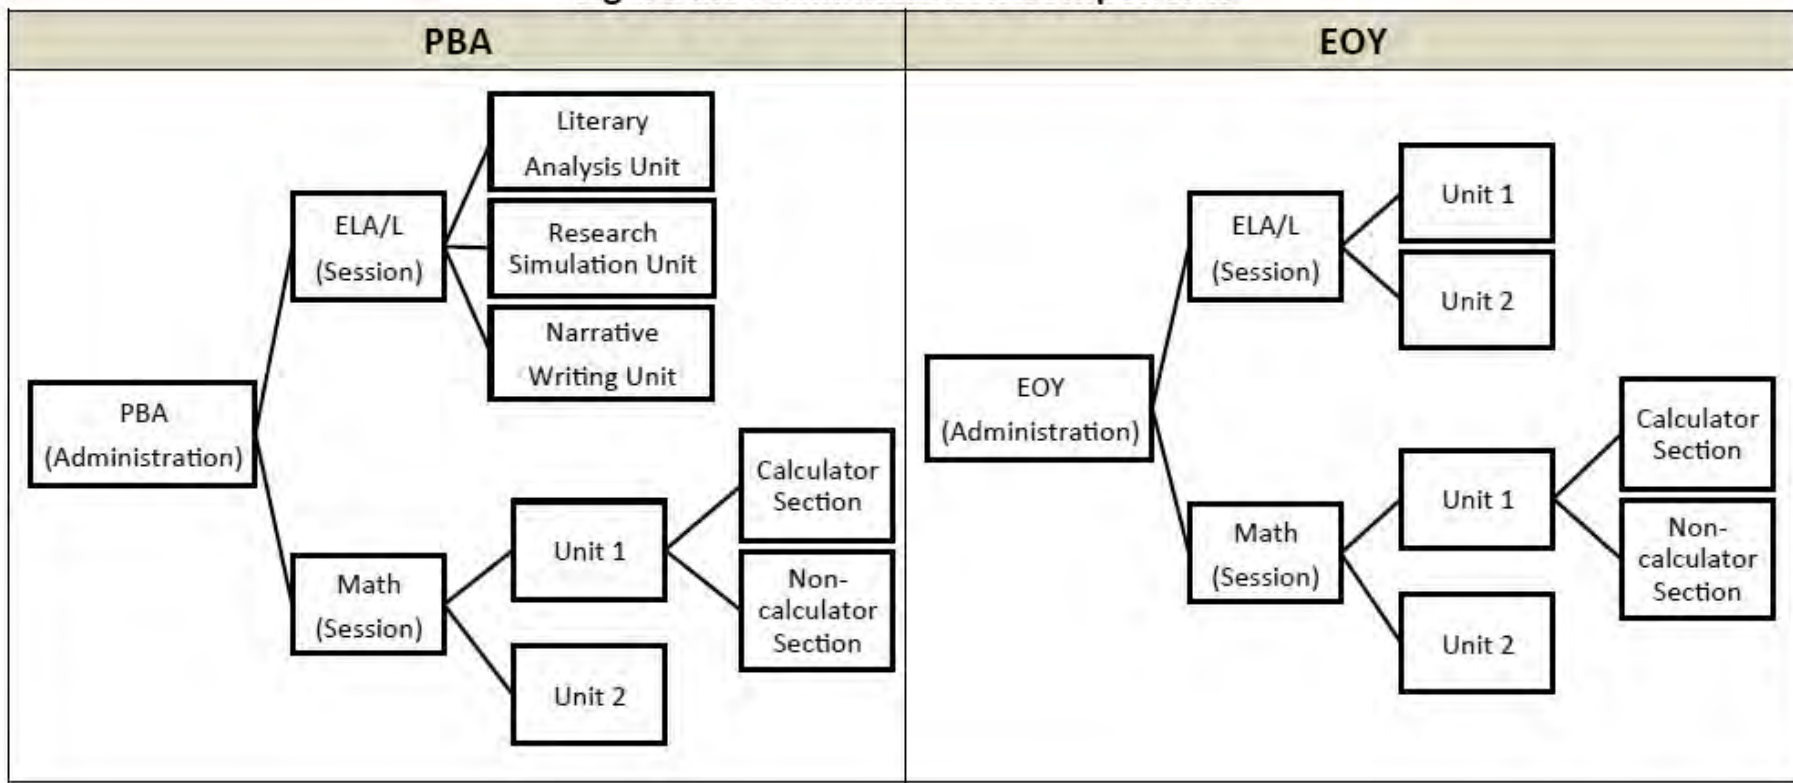 PBA
EOY
Literary
Analysis Unit
ELA/L
(Session)
Research
Simulation Unit
Narrative
Writing Unit
PBA
(Administration)
Calculator
Section
Unit 1
Non-
calculator
Section
Math
(Session)
Unit 2
Unit 1
ELA/L
(Session)
Unit 2
EOY
(Administration)
Calculator
Section
Unit 1
Non-
calculator
Section
Math
(Session)
Unit 2